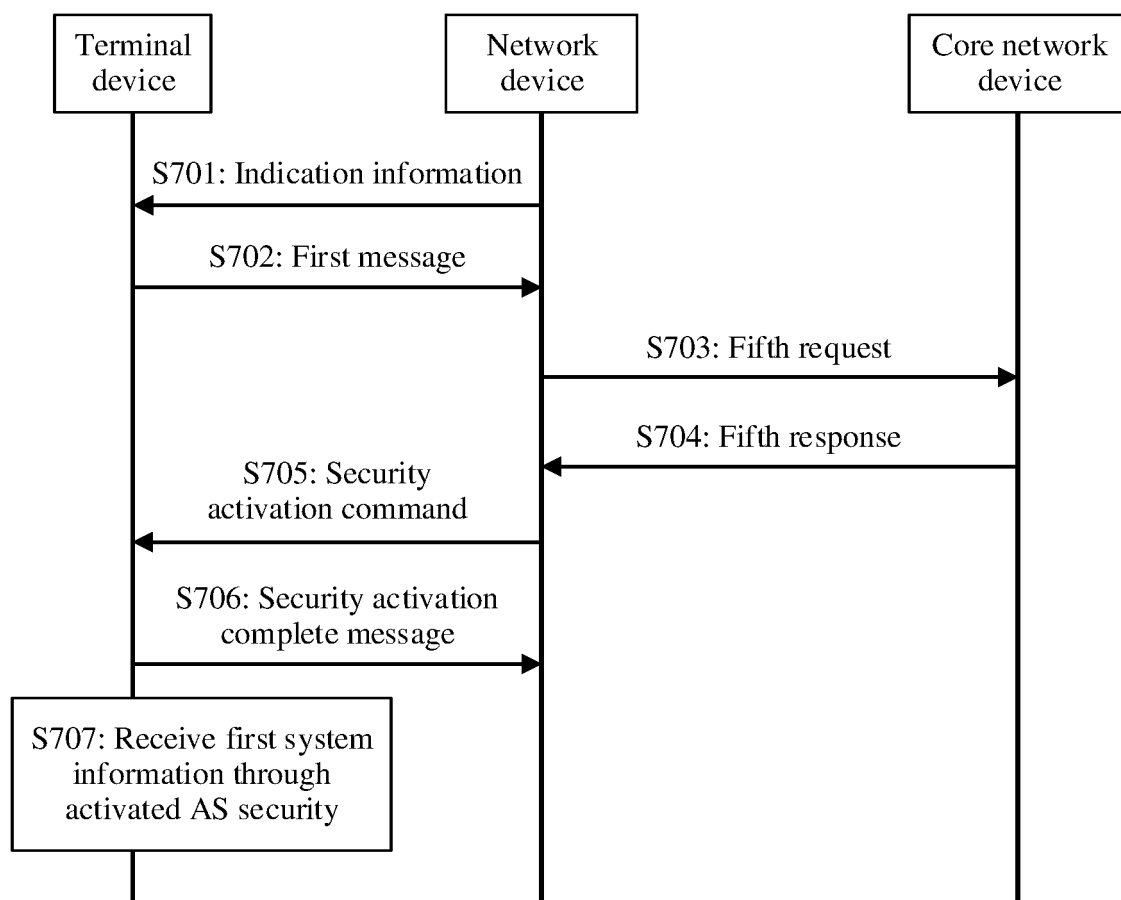 Terminal
device
Network
device
Core network
device
S701: Indication information
S702: First message
S703: Fifth request
S704: Fifth response
S705: Security
activation command
S706: Security activation
complete message
S707: Receive first system
information through
activated AS security